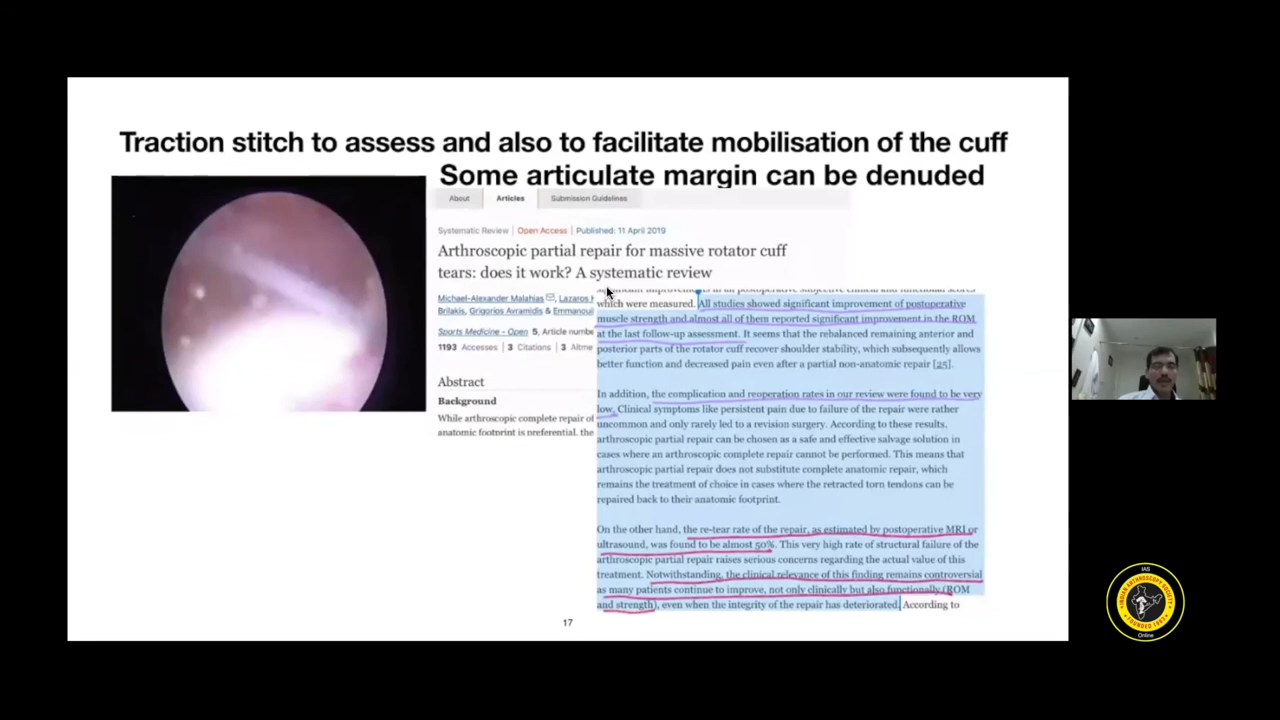 Traction stitch to assess and also to facilitate mobilisation of the cuff
Some articulate margin can be denuded
About Articles Submission Guidelines
Systematic Review | Open Access | Published: 11 April 2019
Arthroscopic partial repair for massive rotator cuff
tears: does it work? A systematic review
Michael-Alexander Malahias, Lazaros
Brilakis, Grigorios Avramidis & Emmanoui
Sports Medicine - Open 5, Article numbe
1193 Accesses | 3 Citations | 3 Altme
Abstract
Background
While arthroscopic complete repair of
anatomic footprint is preferential, the
which were measured. All studies showed significant improvement of postoperative
muscle strength and almost all of them reported significant improvement in the ROM
at the last follow-up assessment. It seems that the rebalanced remaining anterior and
posterior parts of the rotator cuff recover shoulder stability, which subsequently allows
better function and decreased pain even after a partial non-anatomic repair [25].
In addition, the complication and reoperation rates in our review were found to be very
low. Clinical symptoms like persistent pain due to failure of the repair were rather
uncommon and only rarely led to a revision surgery. According to these results,
arthroscopic partial repair can be chosen as a safe and effective salvage solution in
cases where an arthroscopic complete repair cannot be performed. This means that
arthroscopic partial repair does not substitute complete anatomic repair, which
remains the treatment of choice in cases where the retracted torn tendons can be
repaired back to their anatomic footprint.
On the other hand, the re-tear rate of the repair, as estimated by postoperative MRI or
ultrasound, was found to be almost 50%. This very high rate of structural failure of the
arthroscopic partial repair raises serious concerns regarding the actual value of this
treatment. Notwithstanding, the clinical relevance of this finding remains controversial
as many patients continue to improve, not only clinically but also functionally (ROM
and strength), even when the integrity of the repair has deteriorated. According to
17
IAS
INDIAN ARTHROSCOPY SOCIETY
Online